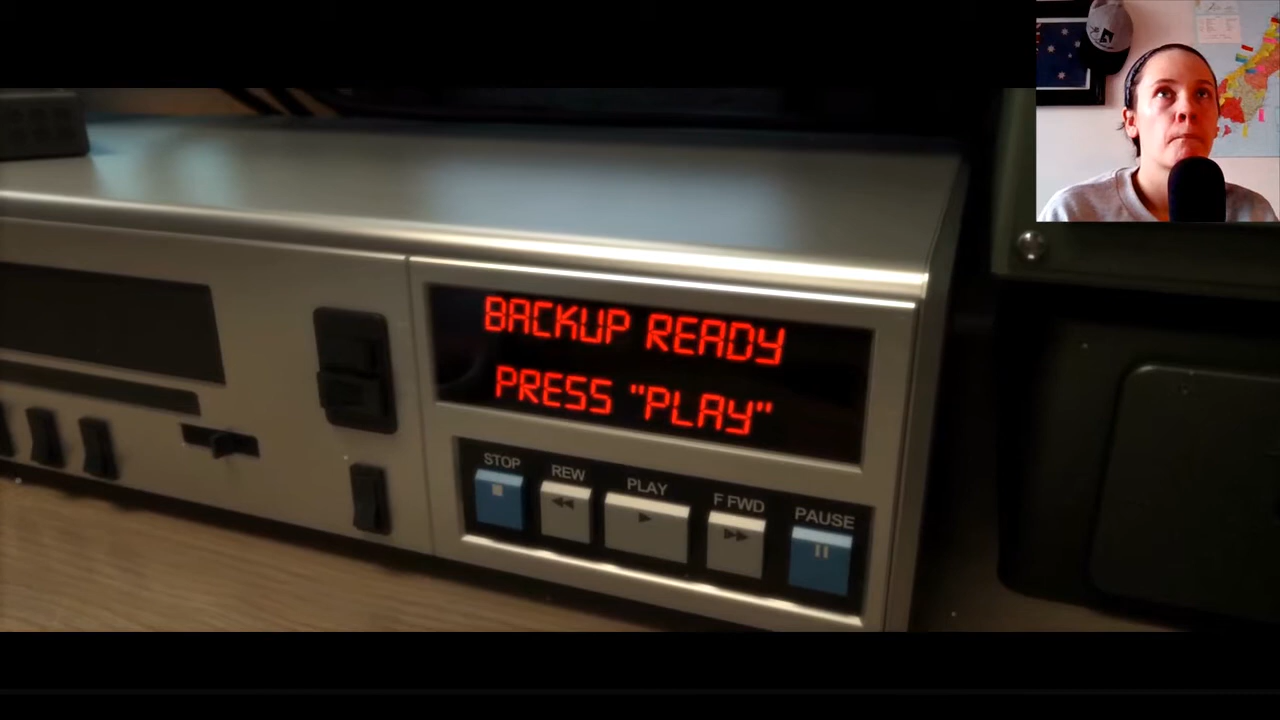 BACKUP READY
PRESS "PLAY"
STOP
REW
PLAY
F FWD
PAUSE